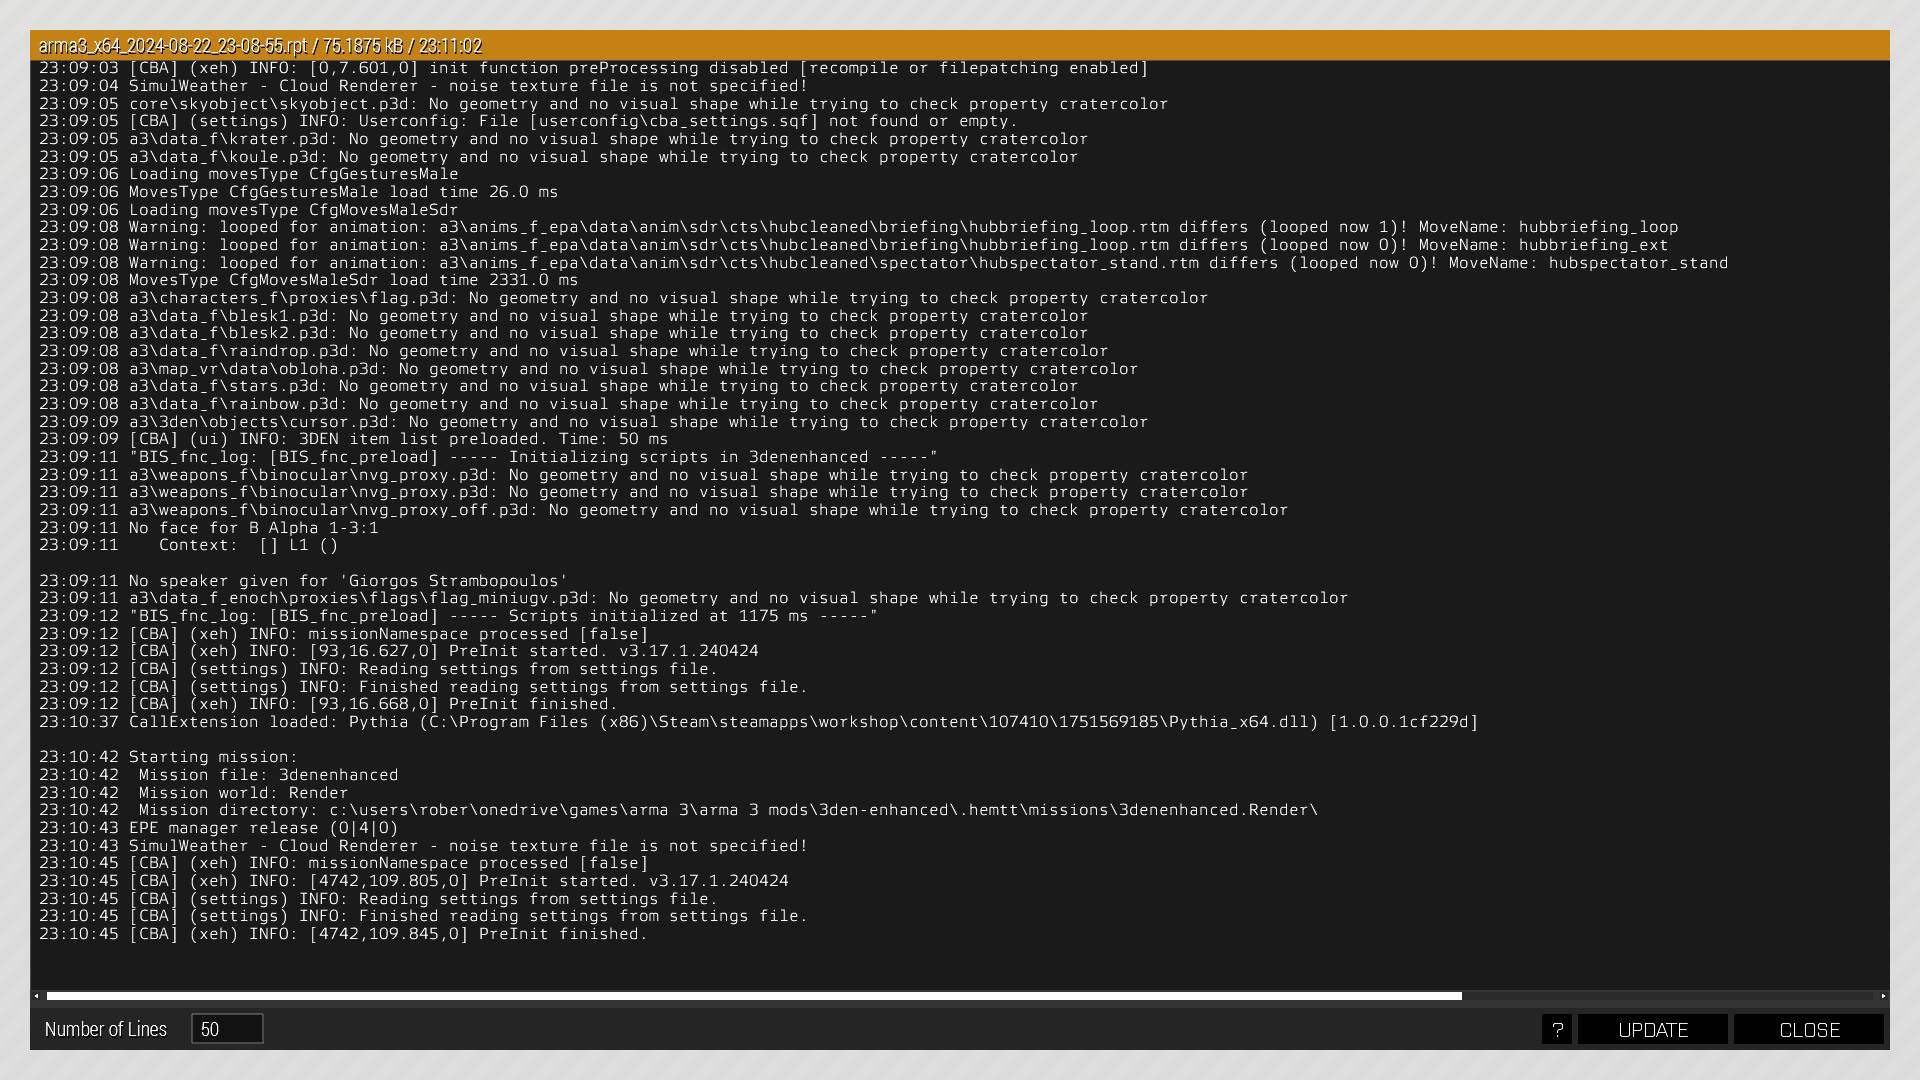 arma3_x64_2024-08-22_23-08-55.rpt / 75.1875 kB / 23:11:02
23:09:03 [CBA] (xeh) INFO: [0,7.601,0] init function preProcessing disabled [recompile or filepatching enabled]
23:09:04 SimulWeather - Cloud Renderer - noise texture file is not specified!
23:09:05 core\skyobject\skyobject.p3d: No geometry and no visual shape while trying to check property cratercolor
23:09:05 [CBA] (settings) INFO: Userconfig: File [userconfig\cba_settings.sqf] not found or empty.
23:09:05 a3\data_f\krater.p3d: No geometry and no visual shape while trying to check property cratercolor
23:09:05 a3\data_f\koule.p3d: No geometry and no visual shape while trying to check property cratercolor
23:09:06 Loading movesType CfgGesturesMale
23:09:06 MovesType CfgGesturesMale load time 26.0 ms
23:09:06 Loading movesType CfgMovesMaleSdr
23:09:08 Warning: looped for animation: a3\anims_f_epa\data\anim\sdr\cts\hubcleaned\briefing\hubbriefing_loop.rtm differs (looped now 1)! MoveName: hubbriefing_loop
23:09:08 Warning: looped for animation: a3\anims_f_epa\data\anim\sdr\cts\hubcleaned\briefing\hubbriefing_loop.rtm differs (looped now 0)! MoveName: hubbriefing_ext
23:09:08 Warning: looped for animation: a3\anims_f_epa\data\anim\sdr\cts\hubcleaned\spectator\hubspectator_stand.rtm differs (looped now 0)! MoveName: hubspectator_stand
23:09:08 MovesType CfgMovesMaleSdr load time 2331.0 ms
23:09:08 a3\characters_f\proxies\flag.p3d: No geometry and no visual shape while trying to check property cratercolor
23:09:08 a3\data_f\blesk1.p3d: No geometry and no visual shape while trying to check property cratercolor
23:09:08 a3\data_f\blesk2.p3d: No geometry and no visual shape while trying to check property cratercolor
23:09:08 a3\data_f\raindrop.p3d: No geometry and no visual shape while trying to check property cratercolor
23:09:08 a3\map_vr\data\obloha.p3d: No geometry and no visual shape while trying to check property cratercolor
23:09:08 a3\data_f\stars.p3d: No geometry and no visual shape while trying to check property cratercolor
23:09:08 a3\data_f\rainbow.p3d: No geometry and no visual shape while trying to check property cratercolor
23:09:09 a3\3den\objects\cursor.p3d: No geometry and no visual shape while trying to check property cratercolor
23:09:09 [CBA] (ui) INFO: 3DEN item list preloaded. Time: 50 ms
23:09:11 "BIS_fnc_log: [BIS_fnc_preload] ----- Initializing scripts in 3denenhanced -----"
23:09:11 a3\weapons_f\binocular\nvg_proxy.p3d: No geometry and no visual shape while trying to check property cratercolor
23:09:11 a3\weapons_f\binocular\nvg_proxy.p3d: No geometry and no visual shape while trying to check property cratercolor
23:09:11 a3\weapons_f\binocular\nvg_proxy_off.p3d: No geometry and no visual shape while trying to check property cratercolor
23:09:11 No face for B Alpha 1-3:1
23:09:11    Context:  [] L1 ()
23:09:11 No speaker given for 'Giorgos Strambopoulos'
23:09:11 a3\data_f_enoch\proxies\flags\flag_miniugv.p3d: No geometry and no visual shape while trying to check property cratercolor
23:09:12 "BIS_fnc_log: [BIS_fnc_preload] ----- Scripts initialized at 1175 ms -----"
23:09:12 [CBA] (xeh) INFO: missionNamespace processed [false]
23:09:12 [CBA] (xeh) INFO: [93,16.627,0] PreInit started. v3.17.1.240424
23:09:12 [CBA] (settings) INFO: Reading settings from settings file.
23:09:12 [CBA] (settings) INFO: Finished reading settings from settings file.
23:09:12 [CBA] (xeh) INFO: [93,16.668,0] PreInit finished.
23:10:37 CallExtension loaded: Pythia (C:\Program Files (x86)\Steam\steamapps\workshop\content\107410\1751569185\Pythia_x64.dll) [1.0.0.1cf229d]
23:10:42 Starting mission:
23:10:42  Mission file: 3denenhanced
23:10:42  Mission world: Render
23:10:42  Mission directory: c:\users\rober\onedrive\games\arma 3\arma 3 mods\3den-enhanced\.hemtt\missions\3denenhanced.Render\
23:10:43 EPE manager release (0|4|0)
23:10:43 SimulWeather - Cloud Renderer - noise texture file is not specified!
23:10:45 [CBA] (xeh) INFO: missionNamespace processed [false]
23:10:45 [CBA] (xeh) INFO: [4742,109.805,0] PreInit started. v3.17.1.240424
23:10:45 [CBA] (settings) INFO: Reading settings from settings file.
23:10:45 [CBA] (settings) INFO: Finished reading settings from settings file.
23:10:45 [CBA] (xeh) INFO: [4742,109.845,0] PreInit finished.
Number of Lines 50 ? UPDATE CLOSE